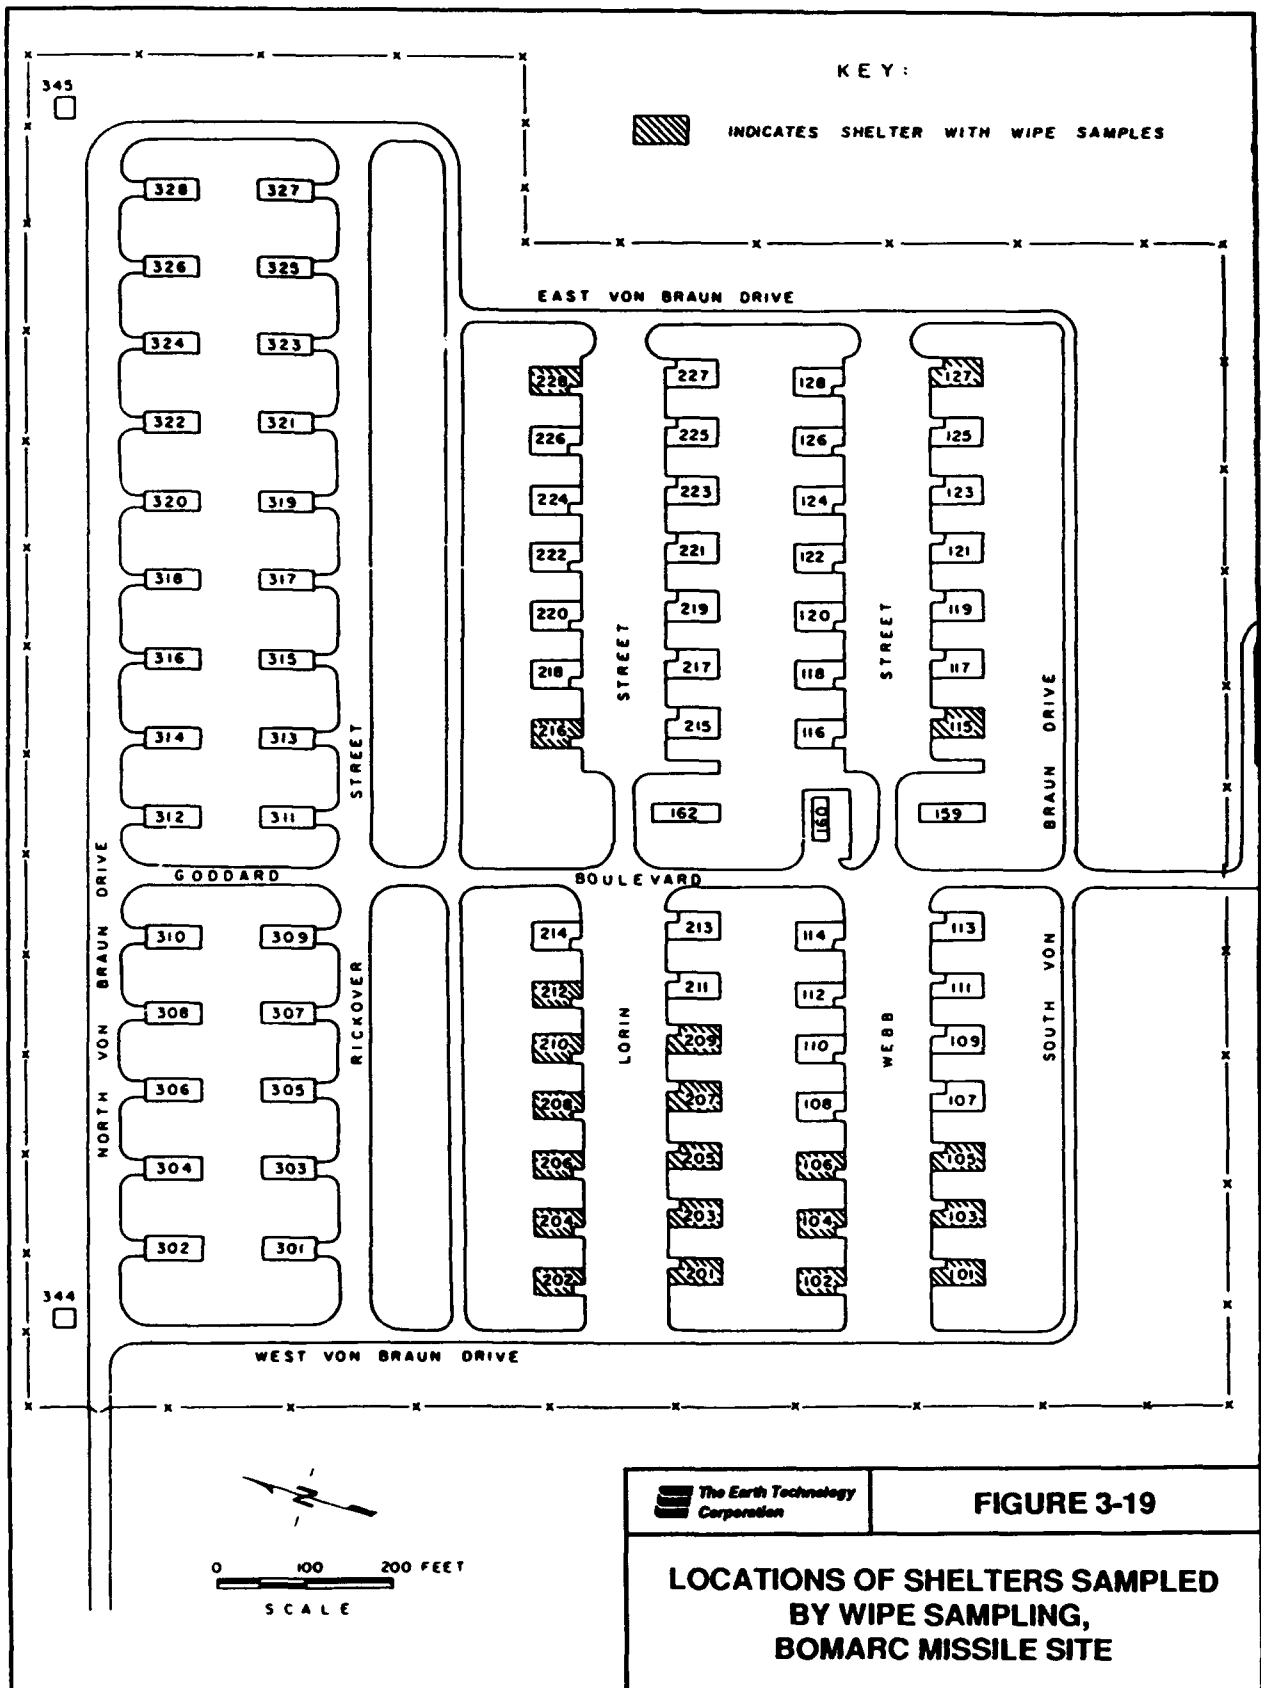 KEY:
INDICATES SHELTER WITH WIPE SAMPLES
345
328 327
326 325
EAST VON BRAUN DRIVE
324 323
228 227 128 127
322 321
226 225 126 125
320 319
224 223 124 123
222 221 122 121
318 317
220 219 120 119
316 315
218 217 118 117
STREET
STREET
216 215 116 115
314 313
STREET
BRAUN DRIVE
312 311
162 160 159
GODDARD BOULEVARD
NORTH VON BRAUN DRIVE
310 309
214 213 114 113
212 211 112 111
308 307
RICKOVER
LORIN
WEBB
SOUTH VON
210 209 110 109
306 305
208 207 108 107
304 303
206 205 106 105
204 203 104 103
302 301
202 201 102 101
344
WEST VON BRAUN DRIVE
N
0 100 200 FEET
SCALE
The Earth Technology
Corporation
FIGURE 3-19
LOCATIONS OF SHELTERS SAMPLED
BY WIPE SAMPLING,
BOMARC MISSILE SITE